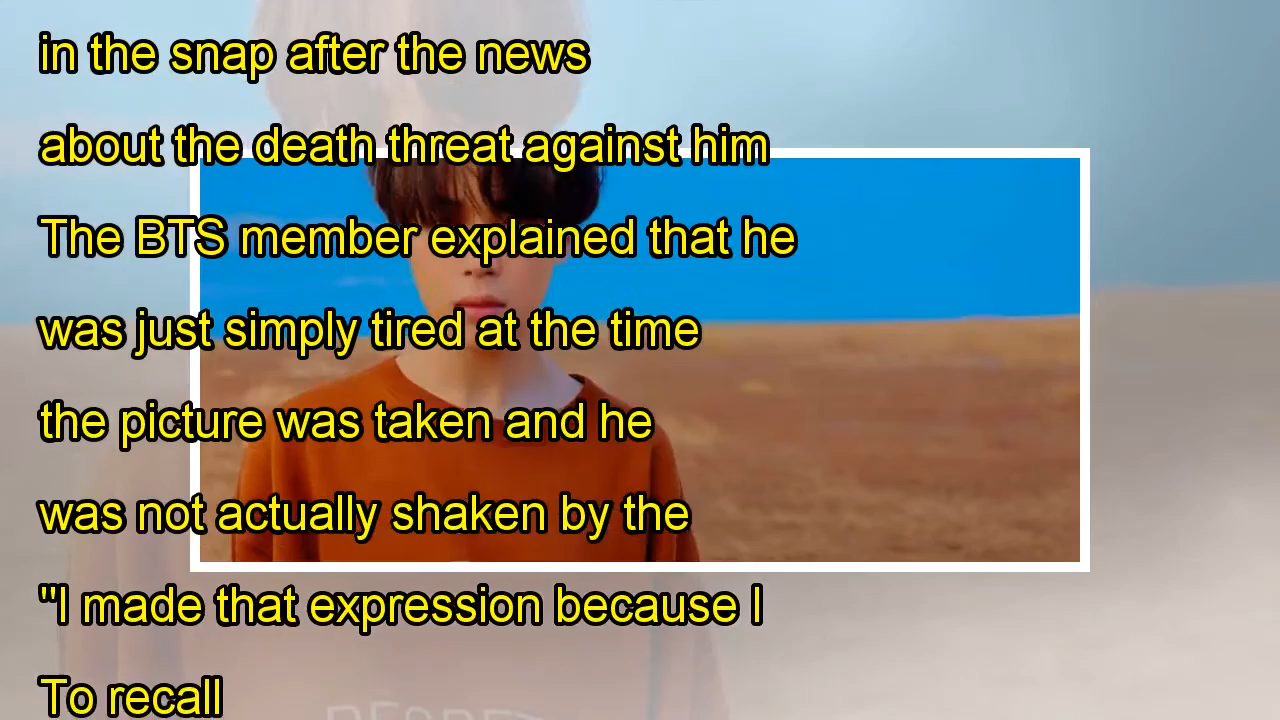 in the snap after the news
about the death threat against him
The BTS member explained that he
was just simply tired at the time
the picture was taken and he
was not actually shaken by the
"I made that expression because I
To recall